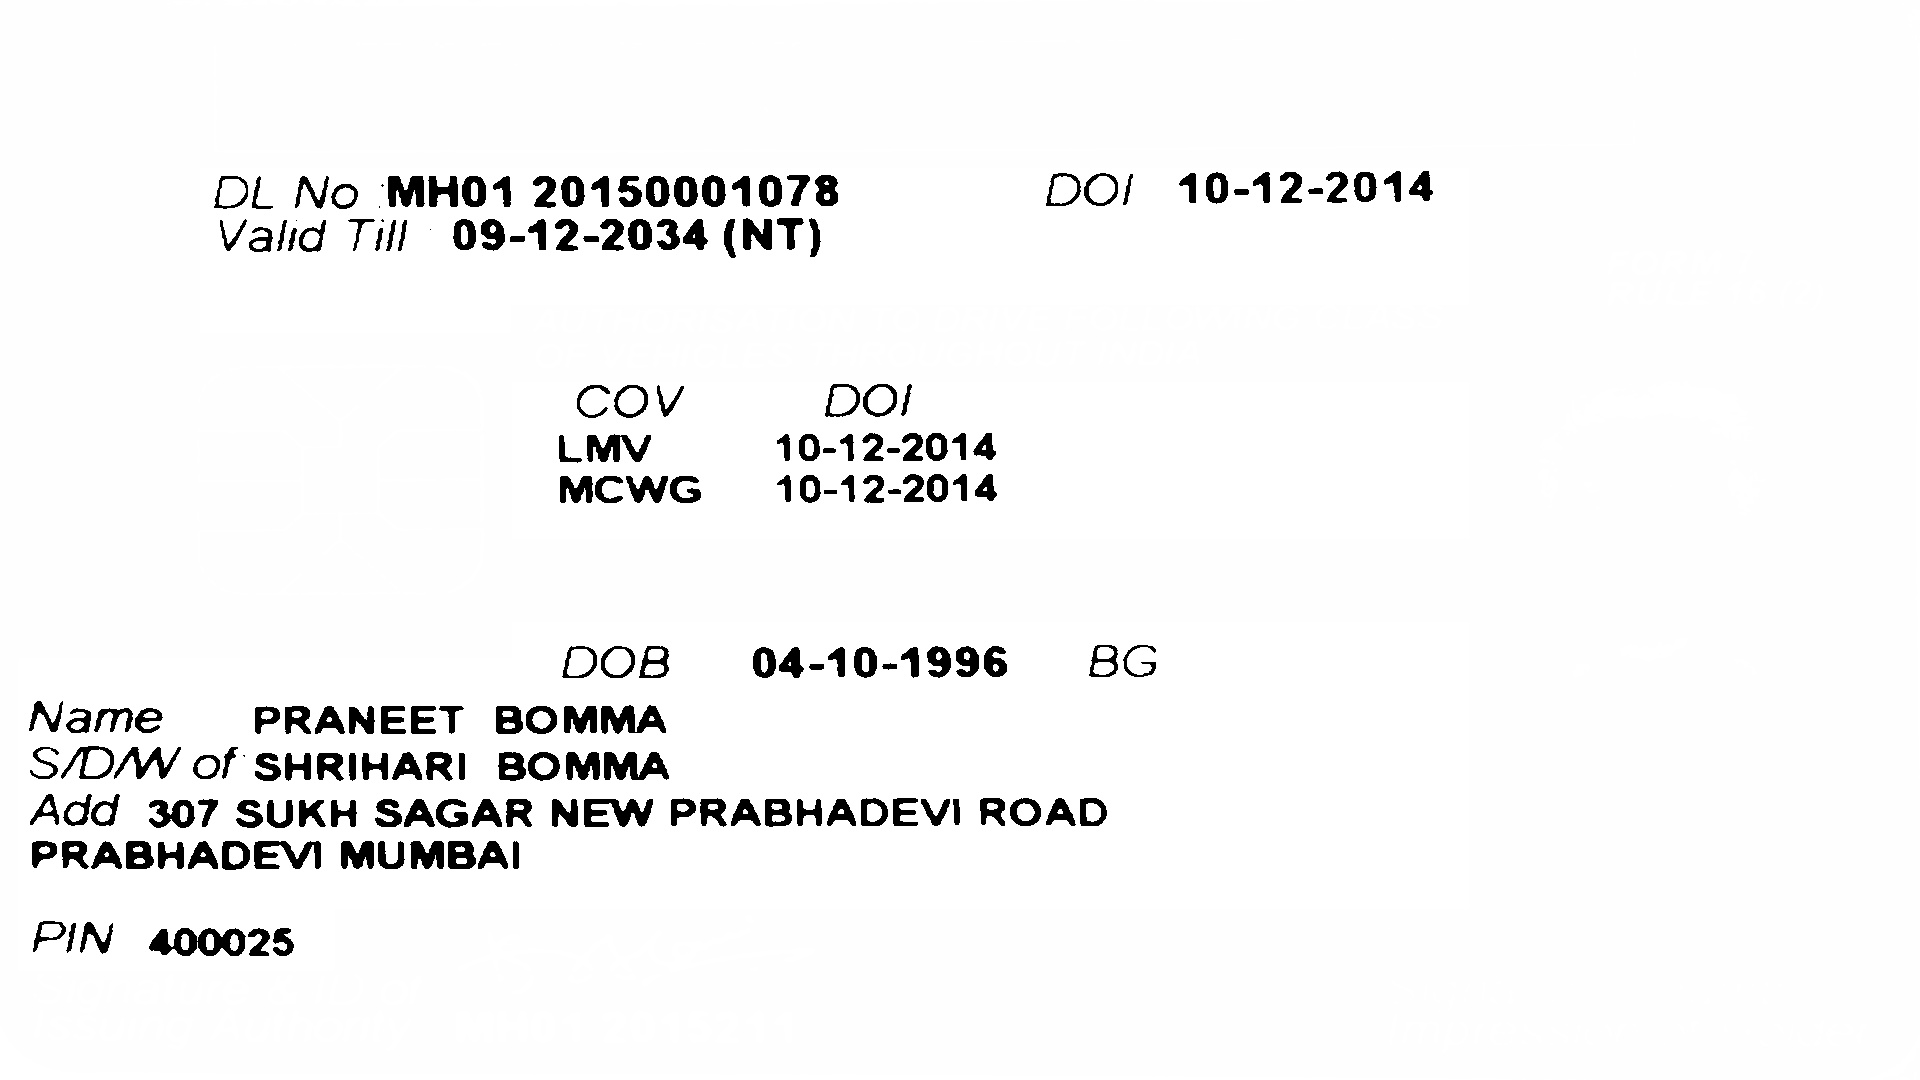 DL No MH01 20150001078 DOI 10-12-2014
Valid Till 09-12-2034 (NT)
COV DOI
LMV 10-12-2014
MCWG 10-12-2014
DOB 04-10-1996 BG
Name PRANEET BOMMA
S/D/W of SHRIHARI BOMMA
Add 307 SUKH SAGAR NEW PRABHADEVI ROAD
PRABHADEVI MUMBAI
PIN 400025